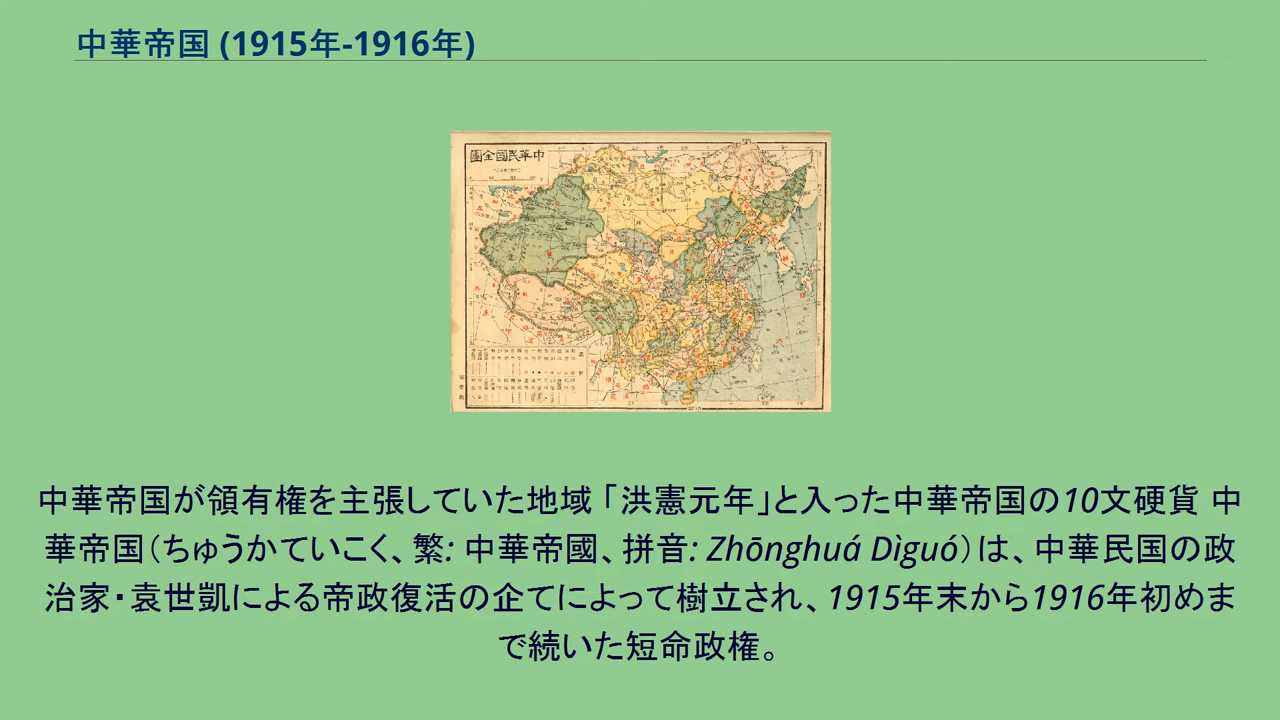 中華帝国 (1915年-1916年)
中華民國全圖
中華帝国が領有権を主張していた地域 「洪憲元年」と入った中華帝国の10文硬貨 中
華帝国（ちゅうかていこく、繁: 中華帝國、拼音: Zhōnghuá Dìguó）は、中華民国の政
治家・袁世凱による帝政復活の企てによって樹立され、1915年末から1916年初めま
で続いた短命政権。